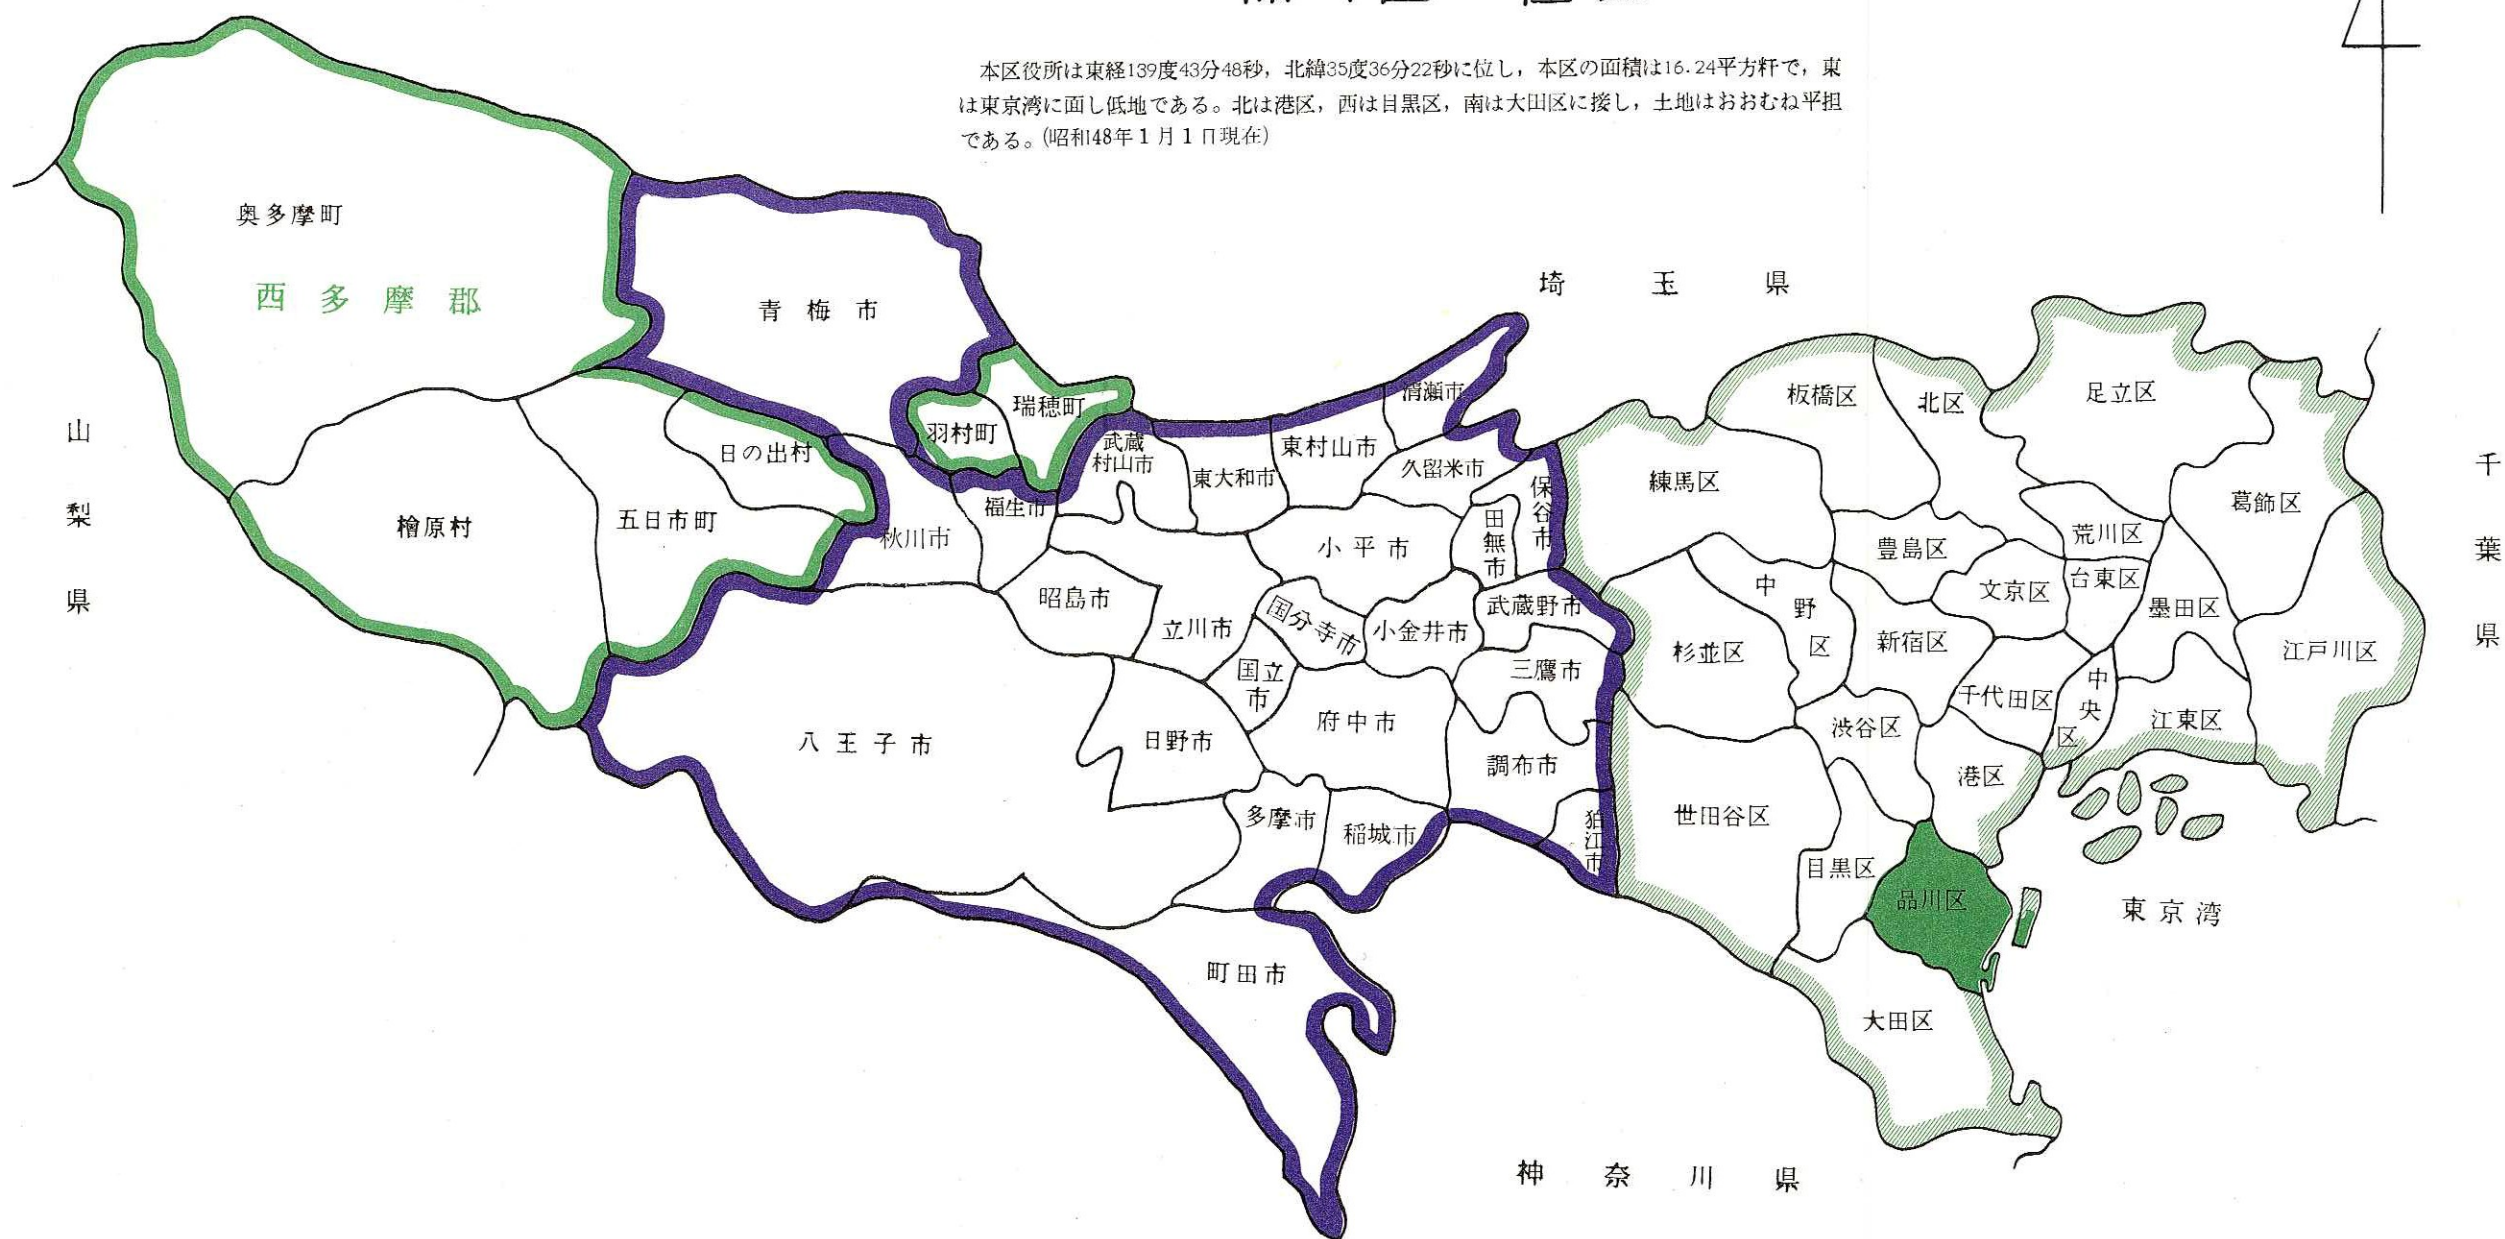 本区役所は東経139度43分48秒，北緯35度36分22秒に位し，本区の面積は16.24平方粁で，東
は東京湾に面し低地である。北は港区，西は目黒区，南は大田区に接し，土地はおおむね平担
である。(昭和48年1月1日現在)
奥多摩町
西多摩郡
青梅市
埼玉県
山梨県
千葉県
瑞穂町
羽村町
日の出村
檜原村
五日市町
秋川市
福生市
武蔵
村山市
東大和市
東村山市
清瀬市
久留米市
保谷市
田無市
小平市
昭島市
立川市
国分寺市
小金井市
武蔵野市
国立
市
三鷹市
八王子市
日野市
府中市
調布市
多摩市
稲城市
狛江市
町田市
板橋区
北区
足立区
練馬区
葛飾区
荒川区
豊島区
文京区
台東区
墨田区
中野区
杉並区
新宿区
江戸川区
千代田区
中央区
渋谷区
江東区
港区
世田谷区
目黒区
品川区
東京湾
大田区
神奈川県